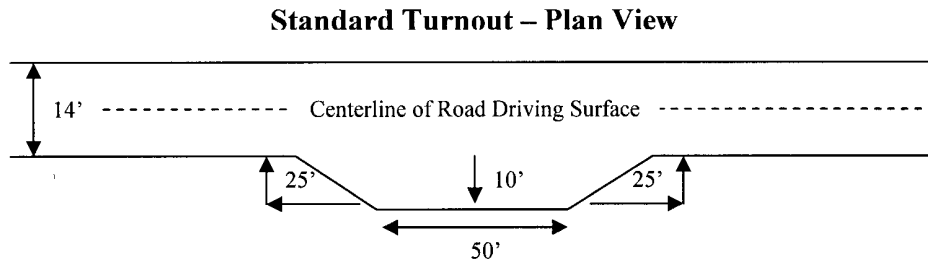 Standard Turnout – Plan View
14' Centerline of Road Driving Surface
25' 10' 25'
50'